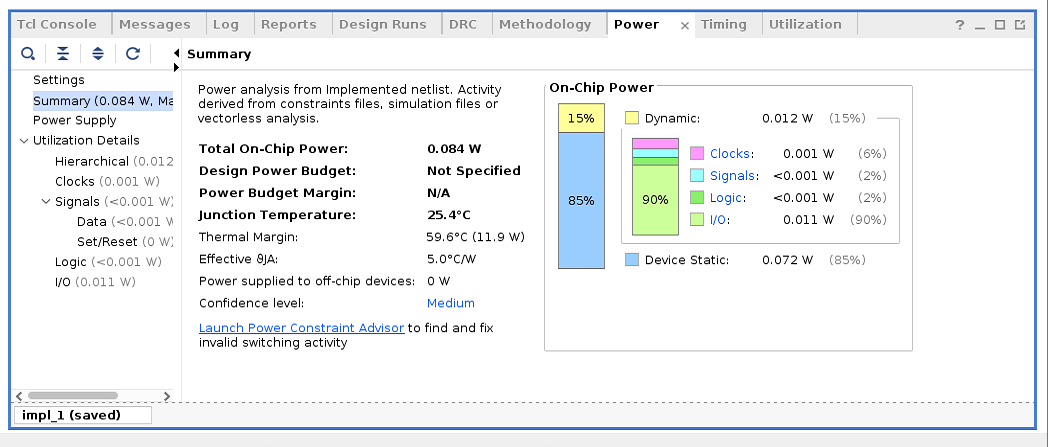 Tcl Console Messages Log Reports Design Runs DRC Methodology Power × Timing Utilization ? _
Summary
Settings
Summary (0.084 W, Ma
Power Supply
Utilization Details
Hierarchical (0.012
Clocks (0.001 W)
Signals (<0.001 W)
Data (<0.001 W
Set/Reset (0 W)
Logic (<0.001 W)
I/O (0.011 W)
Power analysis from Implemented netlist. Activity
derived from constraints files, simulation files or
vectorless analysis.
Total On-Chip Power: 0.084 W
Design Power Budget: Not Specified
Power Budget Margin: N/A
Junction Temperature: 25.4°C
Thermal Margin: 59.6°C (11.9 W)
Effective ϑJA: 5.0°C/W
Power supplied to off-chip devices: 0 W
Confidence level: Medium
Launch Power Constraint Advisor to find and fix
invalid switching activity
On-Chip Power
15%
85%
Dynamic: 0.012 W (15%)
90%
Clocks: 0.001 W (6%)
Signals: <0.001 W (2%)
Logic: <0.001 W (2%)
I/O: 0.011 W (90%)
Device Static: 0.072 W (85%)
impl_1 (saved)